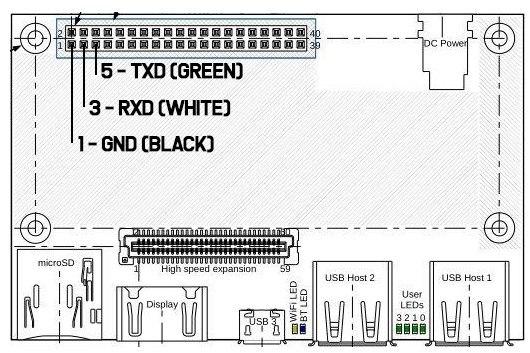 2 40
1 39
DC Power
5 - TXD (GREEN)
3 - RXD (WHITE)
1 - GND (BLACK)
microSD
1 High speed expansion 59
Display
USB 3
WiFi LED
BT LED
USB Host 2
User
LEDs
3 2 1 0
USB Host 1